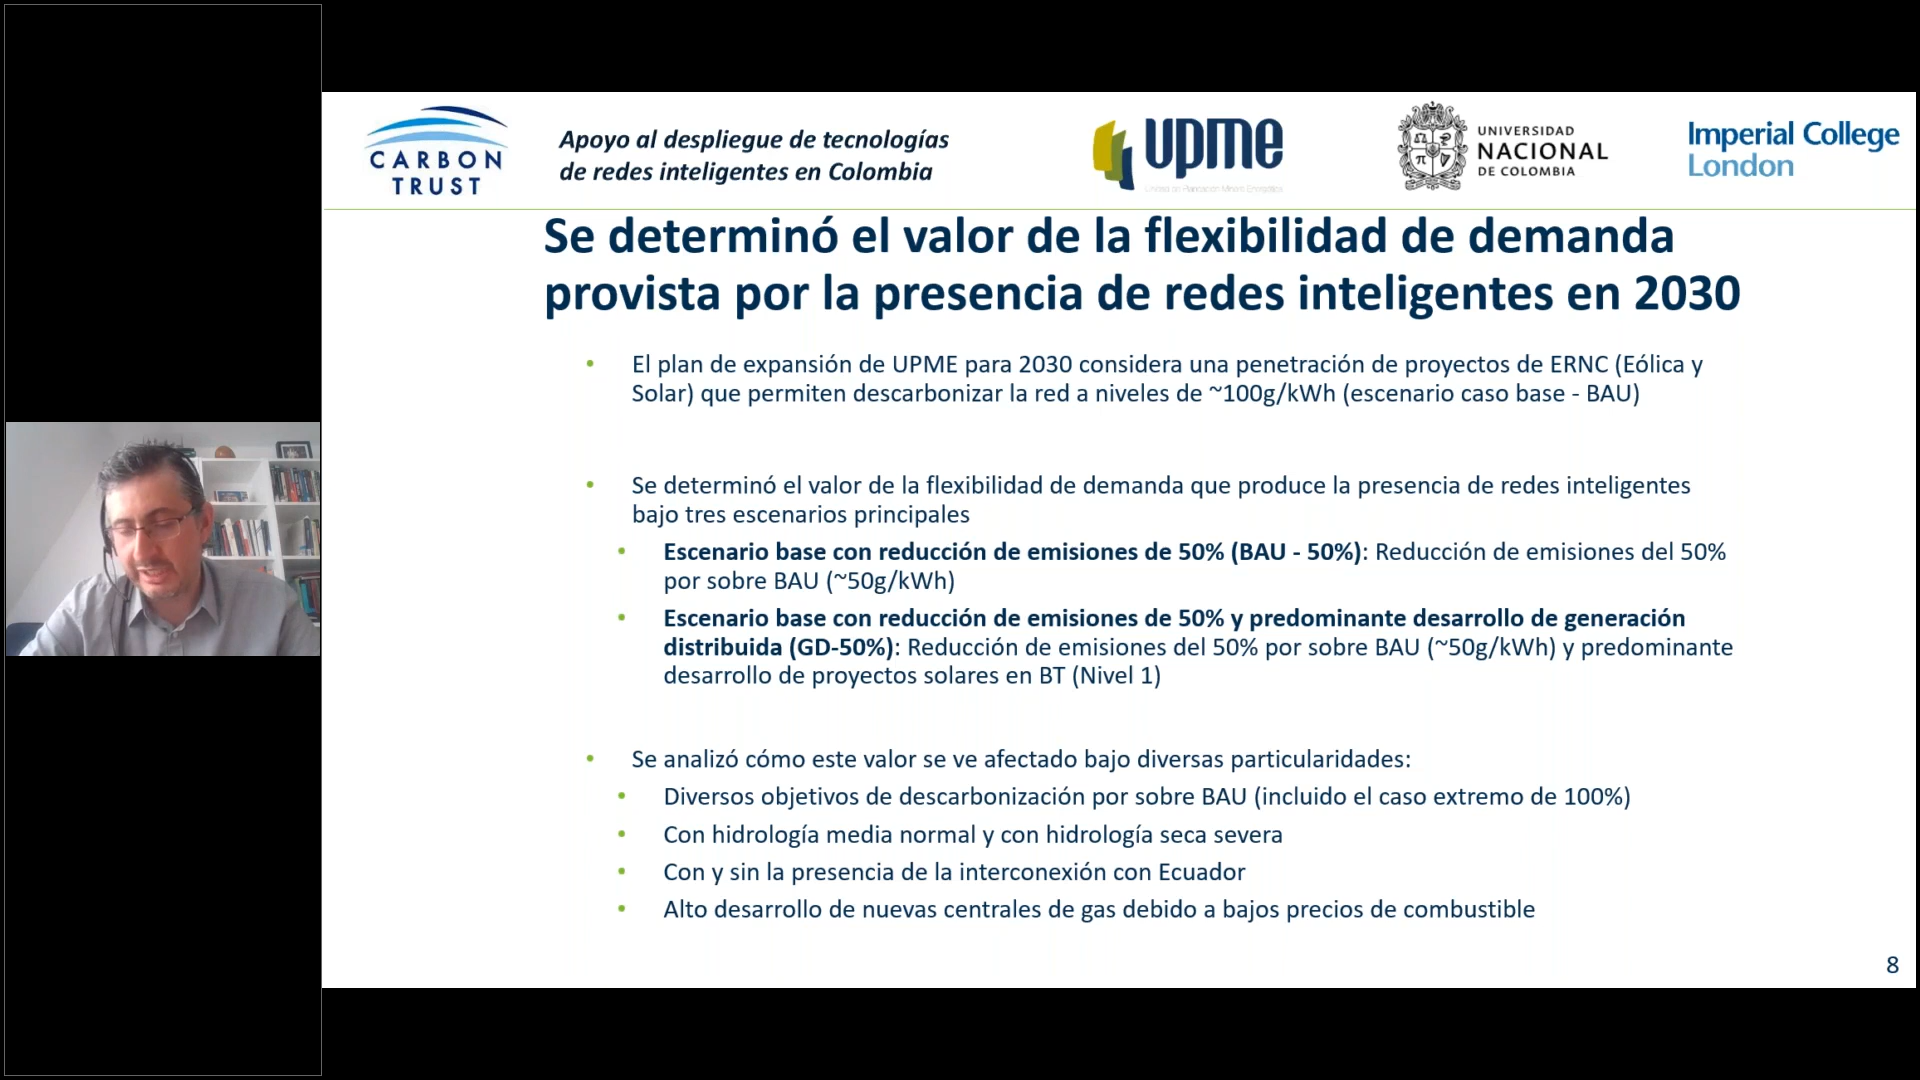 CARBON
TRUST
Apoyo al despliegue de tecnologías
de redes inteligentes en Colombia
upme
Unidad de Planeación Minero Energética
UNIVERSIDAD
NACIONAL
DE COLOMBIA
Imperial College
London
Se determinó el valor de la flexibilidad de demanda
provista por la presencia de redes inteligentes en 2030
• El plan de expansión de UPME para 2030 considera una penetración de proyectos de ERNC (Eólica y
Solar) que permiten descarbonizar la red a niveles de ~100g/kWh (escenario caso base - BAU)
• Se determinó el valor de la flexibilidad de demanda que produce la presencia de redes inteligentes
bajo tres escenarios principales
• Escenario base con reducción de emisiones de 50% (BAU - 50%): Reducción de emisiones del 50%
por sobre BAU (~50g/kWh)
• Escenario base con reducción de emisiones de 50% y predominante desarrollo de generación
distribuida (GD-50%): Reducción de emisiones del 50% por sobre BAU (~50g/kWh) y predominante
desarrollo de proyectos solares en BT (Nivel 1)
• Se analizó cómo este valor se ve afectado bajo diversas particularidades:
• Diversos objetivos de descarbonización por sobre BAU (incluido el caso extremo de 100%)
• Con hidrología media normal y con hidrología seca severa
• Con y sin la presencia de la interconexión con Ecuador
• Alto desarrollo de nuevas centrales de gas debido a bajos precios de combustible
8